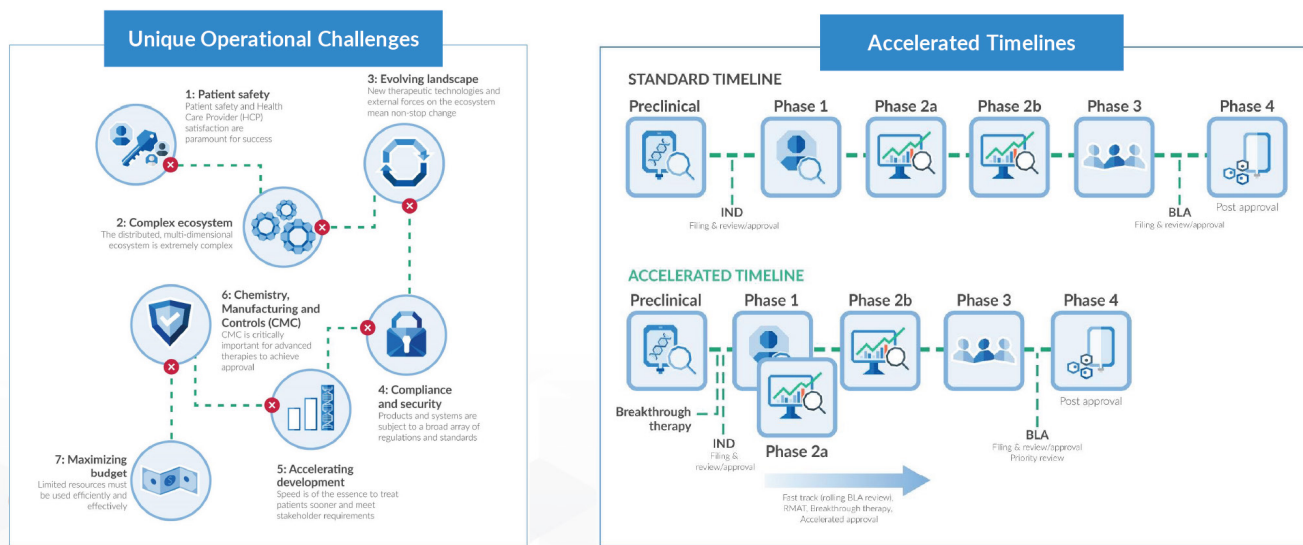 Unique Operational Challenges
1: Patient safety
Patient safety and Health
Care Provider (HCP)
satisfaction are
paramount for success
2: Complex ecosystem
The distributed, multi-dimensional
ecosystem is extremely complex
3: Evolving landscape
New therapeutic technologies and
external forces on the ecosystem
mean non-stop change
4: Compliance
and security
Products and systems are
subject to a broad array of
regulations and standards
5: Accelerating
development
Speed is of the essence to treat
patients sooner and meet
stakeholder requirements
6: Chemistry,
Manufacturing and
Controls (CMC)
CMC is critically
important for advanced
therapies to achieve
approval
7: Maximizing
budget
Limited resources must
be used efficiently and
effectively
Accelerated Timelines
STANDARD TIMELINE
Preclinical
Phase 1
Phase 2a
Phase 2b
Phase 3
Phase 4
IND
Filing & review/approval
BLA
Filing & review/approval
Post approval
ACCELERATED TIMELINE
Preclinical
Phase 1
Phase 2b
Phase 3
Phase 4
Breakthrough
therapy
IND
Filing &
review/approval
Phase 2a
BLA
Filing & review/approval
Priority review
Post approval
Fast track (rolling BLA review),
RMAT, Breakthrough therapy,
Accelerated approval